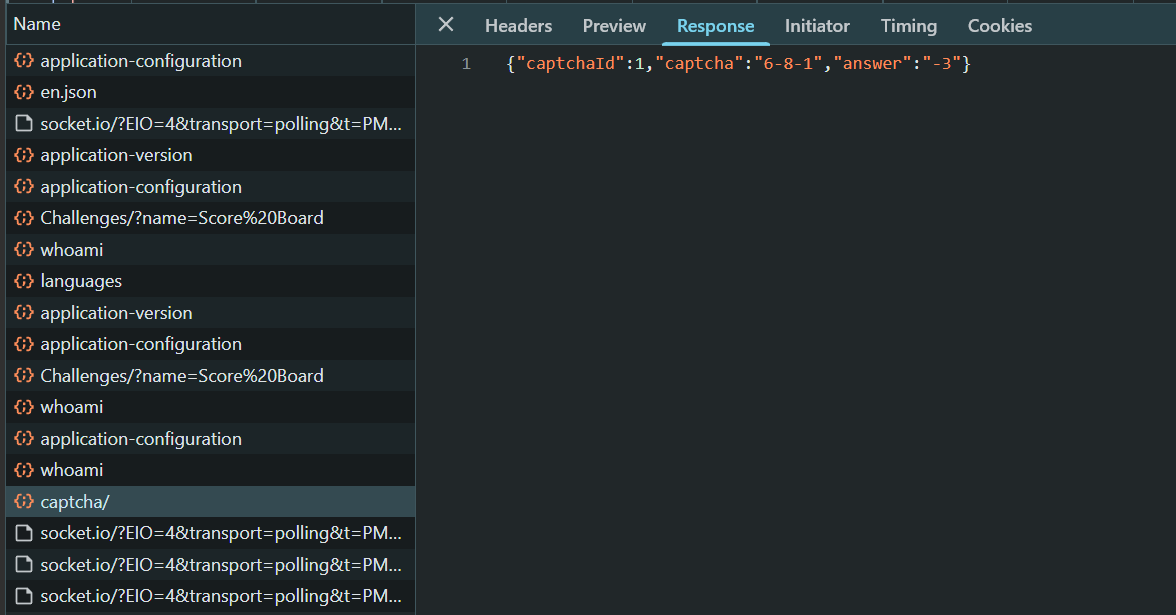 Name
application-configuration
en.json
socket.io/?EIO=4&transport=polling&t=PM...
application-version
application-configuration
Challenges/?name=Score%20Board
whoami
languages
application-version
application-configuration
Challenges/?name=Score%20Board
whoami
application-configuration
whoami
captcha/
socket.io/?EIO=4&transport=polling&t=PM...
socket.io/?EIO=4&transport=polling&t=PM...
socket.io/?EIO=4&transport=polling&t=PM...
Headers Preview Response Initiator Timing Cookies
1 {"captchaId":1,"captcha":"6-8-1","answer":"-3"}